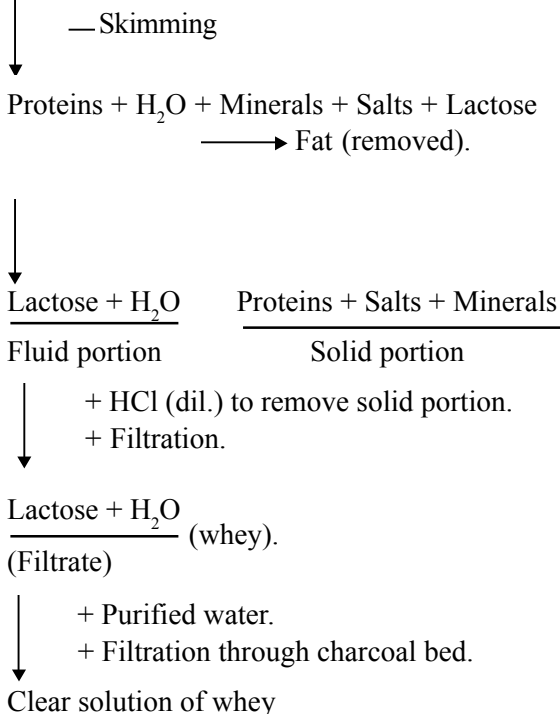 Skimming
Proteins + H₂O + Minerals + Salts + Lactose
Fat (removed).
Lactose + H₂O Proteins + Salts + Minerals
Fluid portion Solid portion
+ HCl (dil.) to remove solid portion.
+ Filtration.
Lactose + H₂O (whey).
(Filtrate)
+ Purified water.
+ Filtration through charcoal bed.
Clear solution of whey